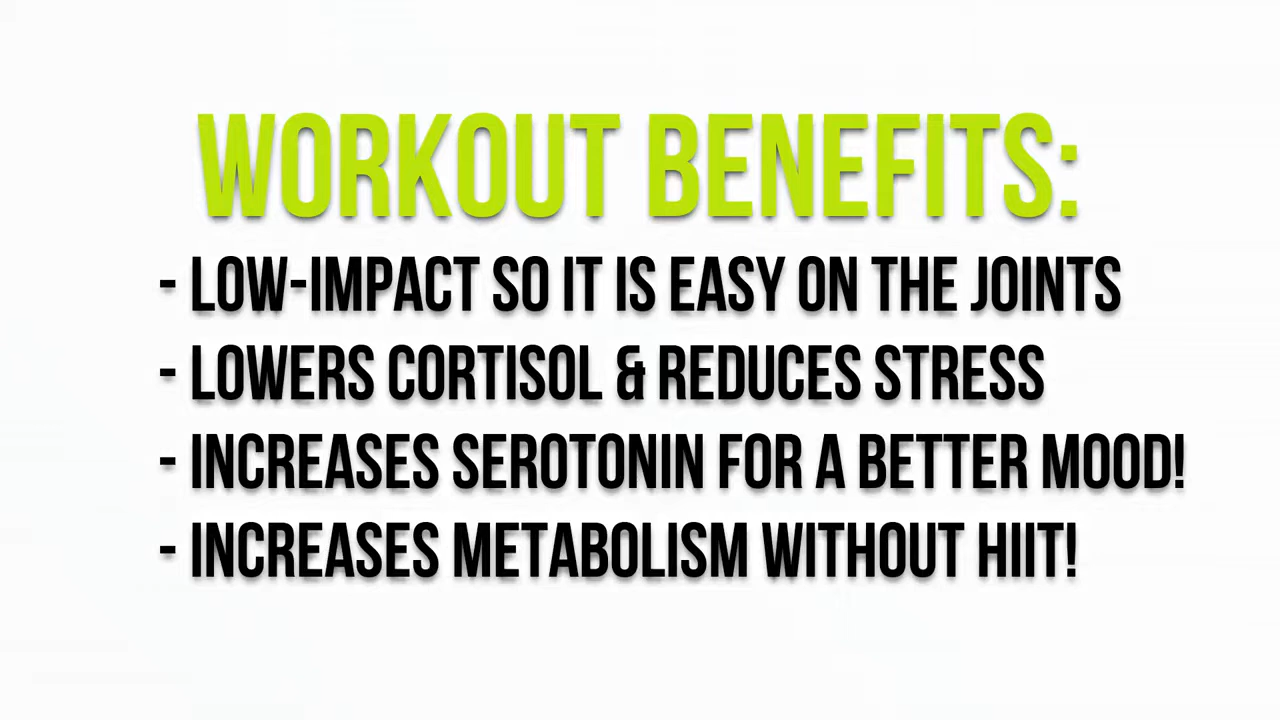 WORKOUT BENEFITS:
- LOW-IMPACT SO IT IS EASY ON THE JOINTS
- LOWERS CORTISOL & REDUCES STRESS
- INCREASES SEROTONIN FOR A BETTER MOOD!
- INCREASES METABOLISM WITHOUT HIIT!